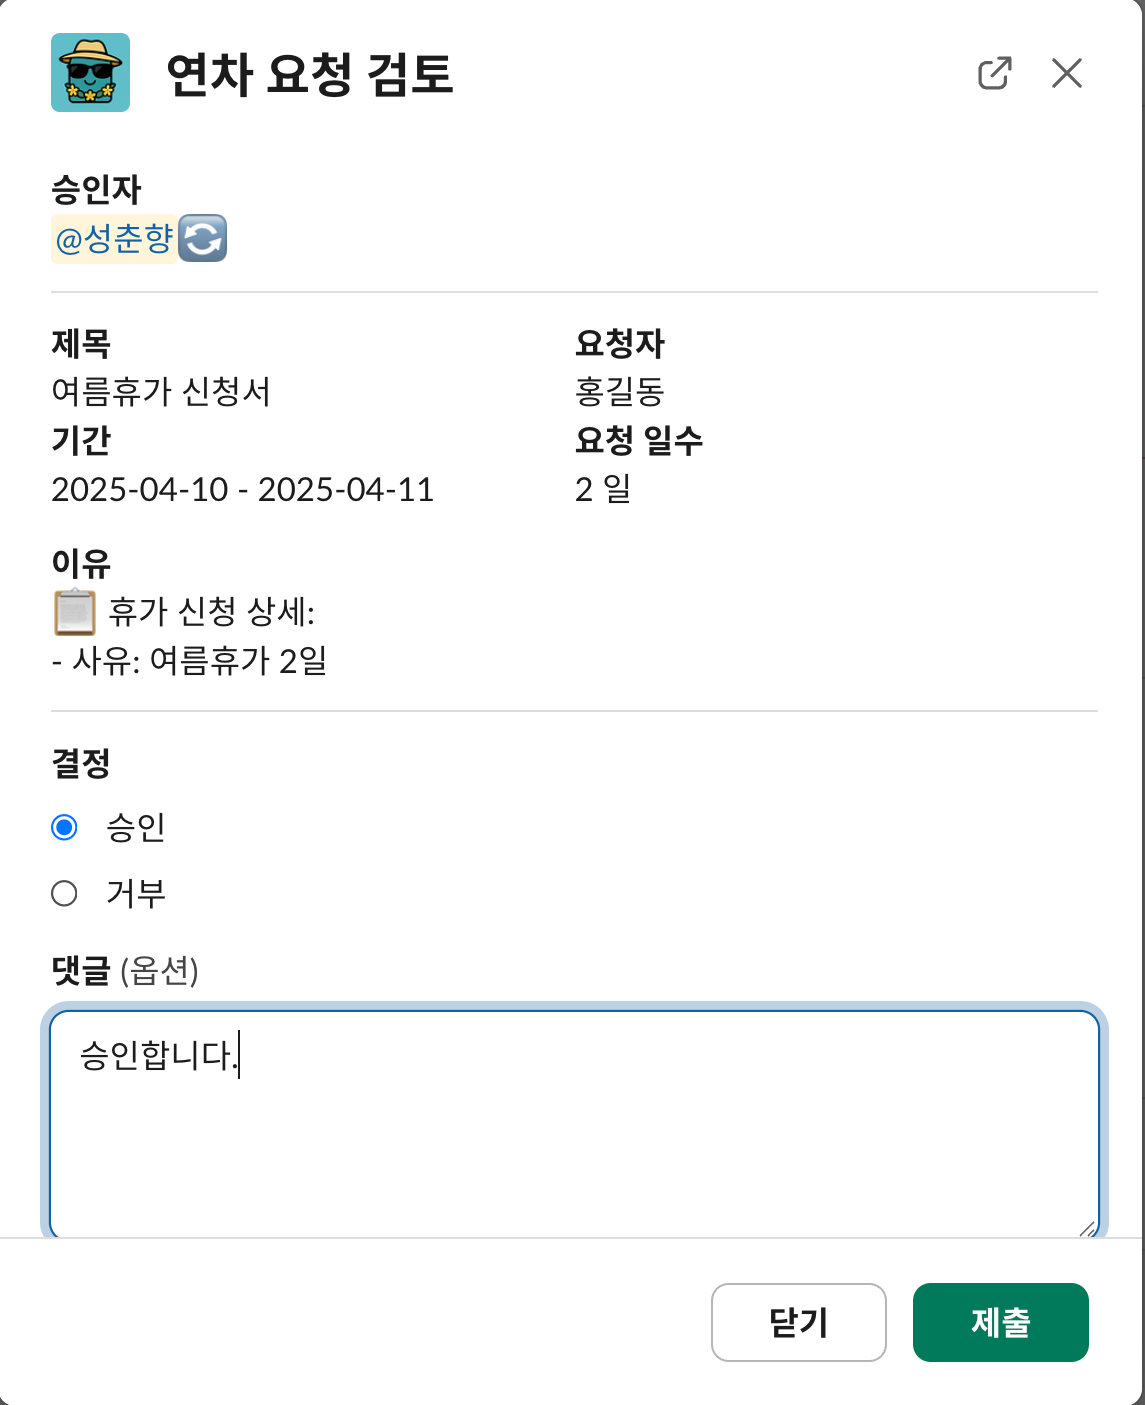 연차 요청 검토
승인자
@성춘향
제목
여름휴가 신청서
요청자
홍길동
기간
2025-04-10 - 2025-04-11
요청 일수
2 일
이유
휴가 신청 상세:
- 사유: 여름휴가 2일
결정
승인
거부
댓글 (옵션)
승인합니다.
닫기
제출